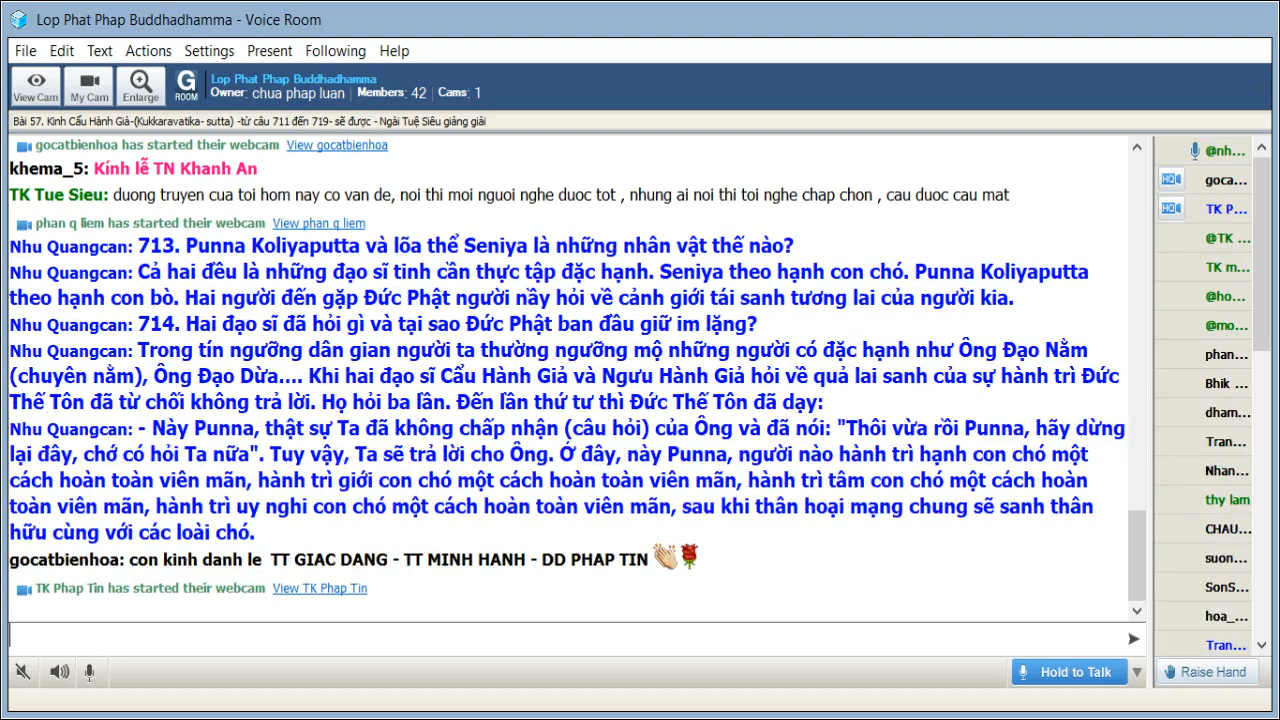 Lop Phat Phap Buddhadhamma - Voice Room
File Edit Text Actions Settings Present Following Help
View Cam My Cam Enlarge G ROOM
Lop Phat Phap Buddhadhamma
Owner: chua phap luan Members: 42 Cams: 1
Bài 57. Kinh Cẩu Hành Giả-(Kukkaravatika- sutta) -từ câu 711 đến 719- sẽ được - Ngài Tuệ Siêu giảng giải
gocatbienhoa has started their webcam View gocatbienhoa
khema_5: Kính lễ TN Khanh An
TK Tue Sieu: duong truyen cua toi hom nay co van de, noi thi moi nguoi nghe duoc tot , nhung ai noi thi toi nghe chap chon , cau duoc cau mat
phan q liem has started their webcam View phan q liem
Nhu Quangcan: 713. Punna Koliyaputta và lõa thể Seniya là những nhân vật thế nào?
Nhu Quangcan: Cả hai đều là những đạo sĩ tinh cần thực tập đặc hạnh. Seniya theo hạnh con chó. Punna Koliyaputta
theo hạnh con bò. Hai người đến gặp Đức Phật người nầy hỏi về cảnh giới tái sanh tương lai của người kia.
Nhu Quangcan: 714. Hai đạo sĩ đã hỏi gì và tại sao Đức Phật ban đầu giữ im lặng?
Nhu Quangcan: Trong tín ngưỡng dân gian người ta thường ngưỡng mộ những người có đặc hạnh như Ông Đạo Nằm
(chuyên nằm), Ông Đạo Dừa.... Khi hai đạo sĩ Cẩu Hành Giả và Ngưu Hành Giả hỏi về quả lai sanh của sự hành trì Đức
Thế Tôn đã từ chối không trả lời. Họ hỏi ba lần. Đến lần thứ tư thì Đức Thế Tôn đã dạy:
Nhu Quangcan: - Này Punna, thật sự Ta đã không chấp nhận (câu hỏi) của Ông và đã nói: "Thôi vừa rồi Punna, hãy dừng
lại đây, chớ có hỏi Ta nữa". Tuy vậy, Ta sẽ trả lời cho Ông. Ở đây, này Punna, người nào hành trì hạnh con chó một
cách hoàn toàn viên mãn, hành trì giới con chó một cách hoàn toàn viên mãn, hành trì tâm con chó một cách hoàn
toàn viên mãn, hành trì uy nghi con chó một cách hoàn toàn viên mãn, sau khi thân hoại mạng chung sẽ sanh thân
hữu cùng với các loài chó.
gocatbienhoa: con kinh danh le TT GIAC DANG - TT MINH HANH - DD PHAP TIN
TK Phap Tin has started their webcam View TK Phap Tin
@nh...
goca...
TK P...
@TK ...
TK m...
@ho...
@mo...
phan...
Bhik ...
dham...
Tran...
Nhan...
thy lam
CHAU...
suon...
SonS...
hoa_...
Tran...
Hold to Talk
Raise Hand